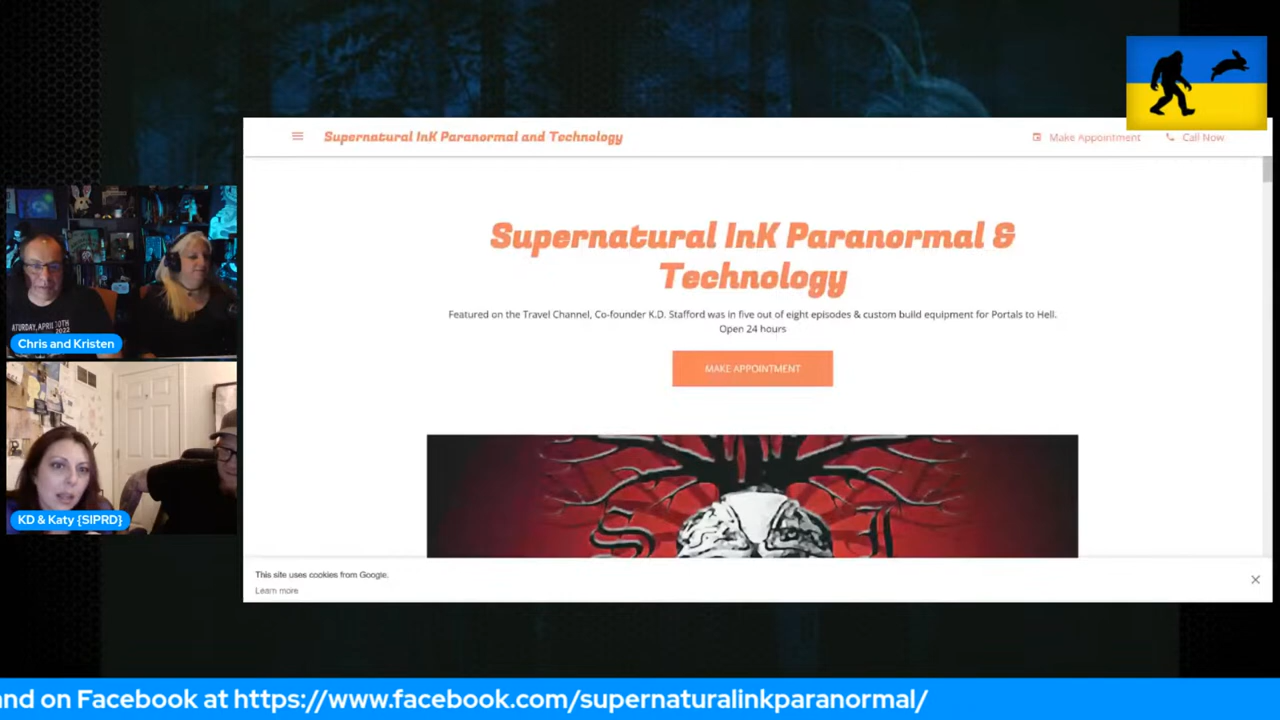 Supernatural InK Paranormal and Technology
Make Appointment
Call Now
Supernatural InK Paranormal &
Technology
Featured on the Travel Channel, Co-founder K.D. Stafford was in five out of eight episodes & custom build equipment for Portals to Hell.
Open 24 hours
MAKE APPOINTMENT
ATURDAY, APRIL 30TH
2022
Chris and Kristen
KD & Katy {SIPRD}
S I
This site uses cookies from Google.
Learn more
and on Facebook at https://www.facebook.com/supernaturalinkparanormal/